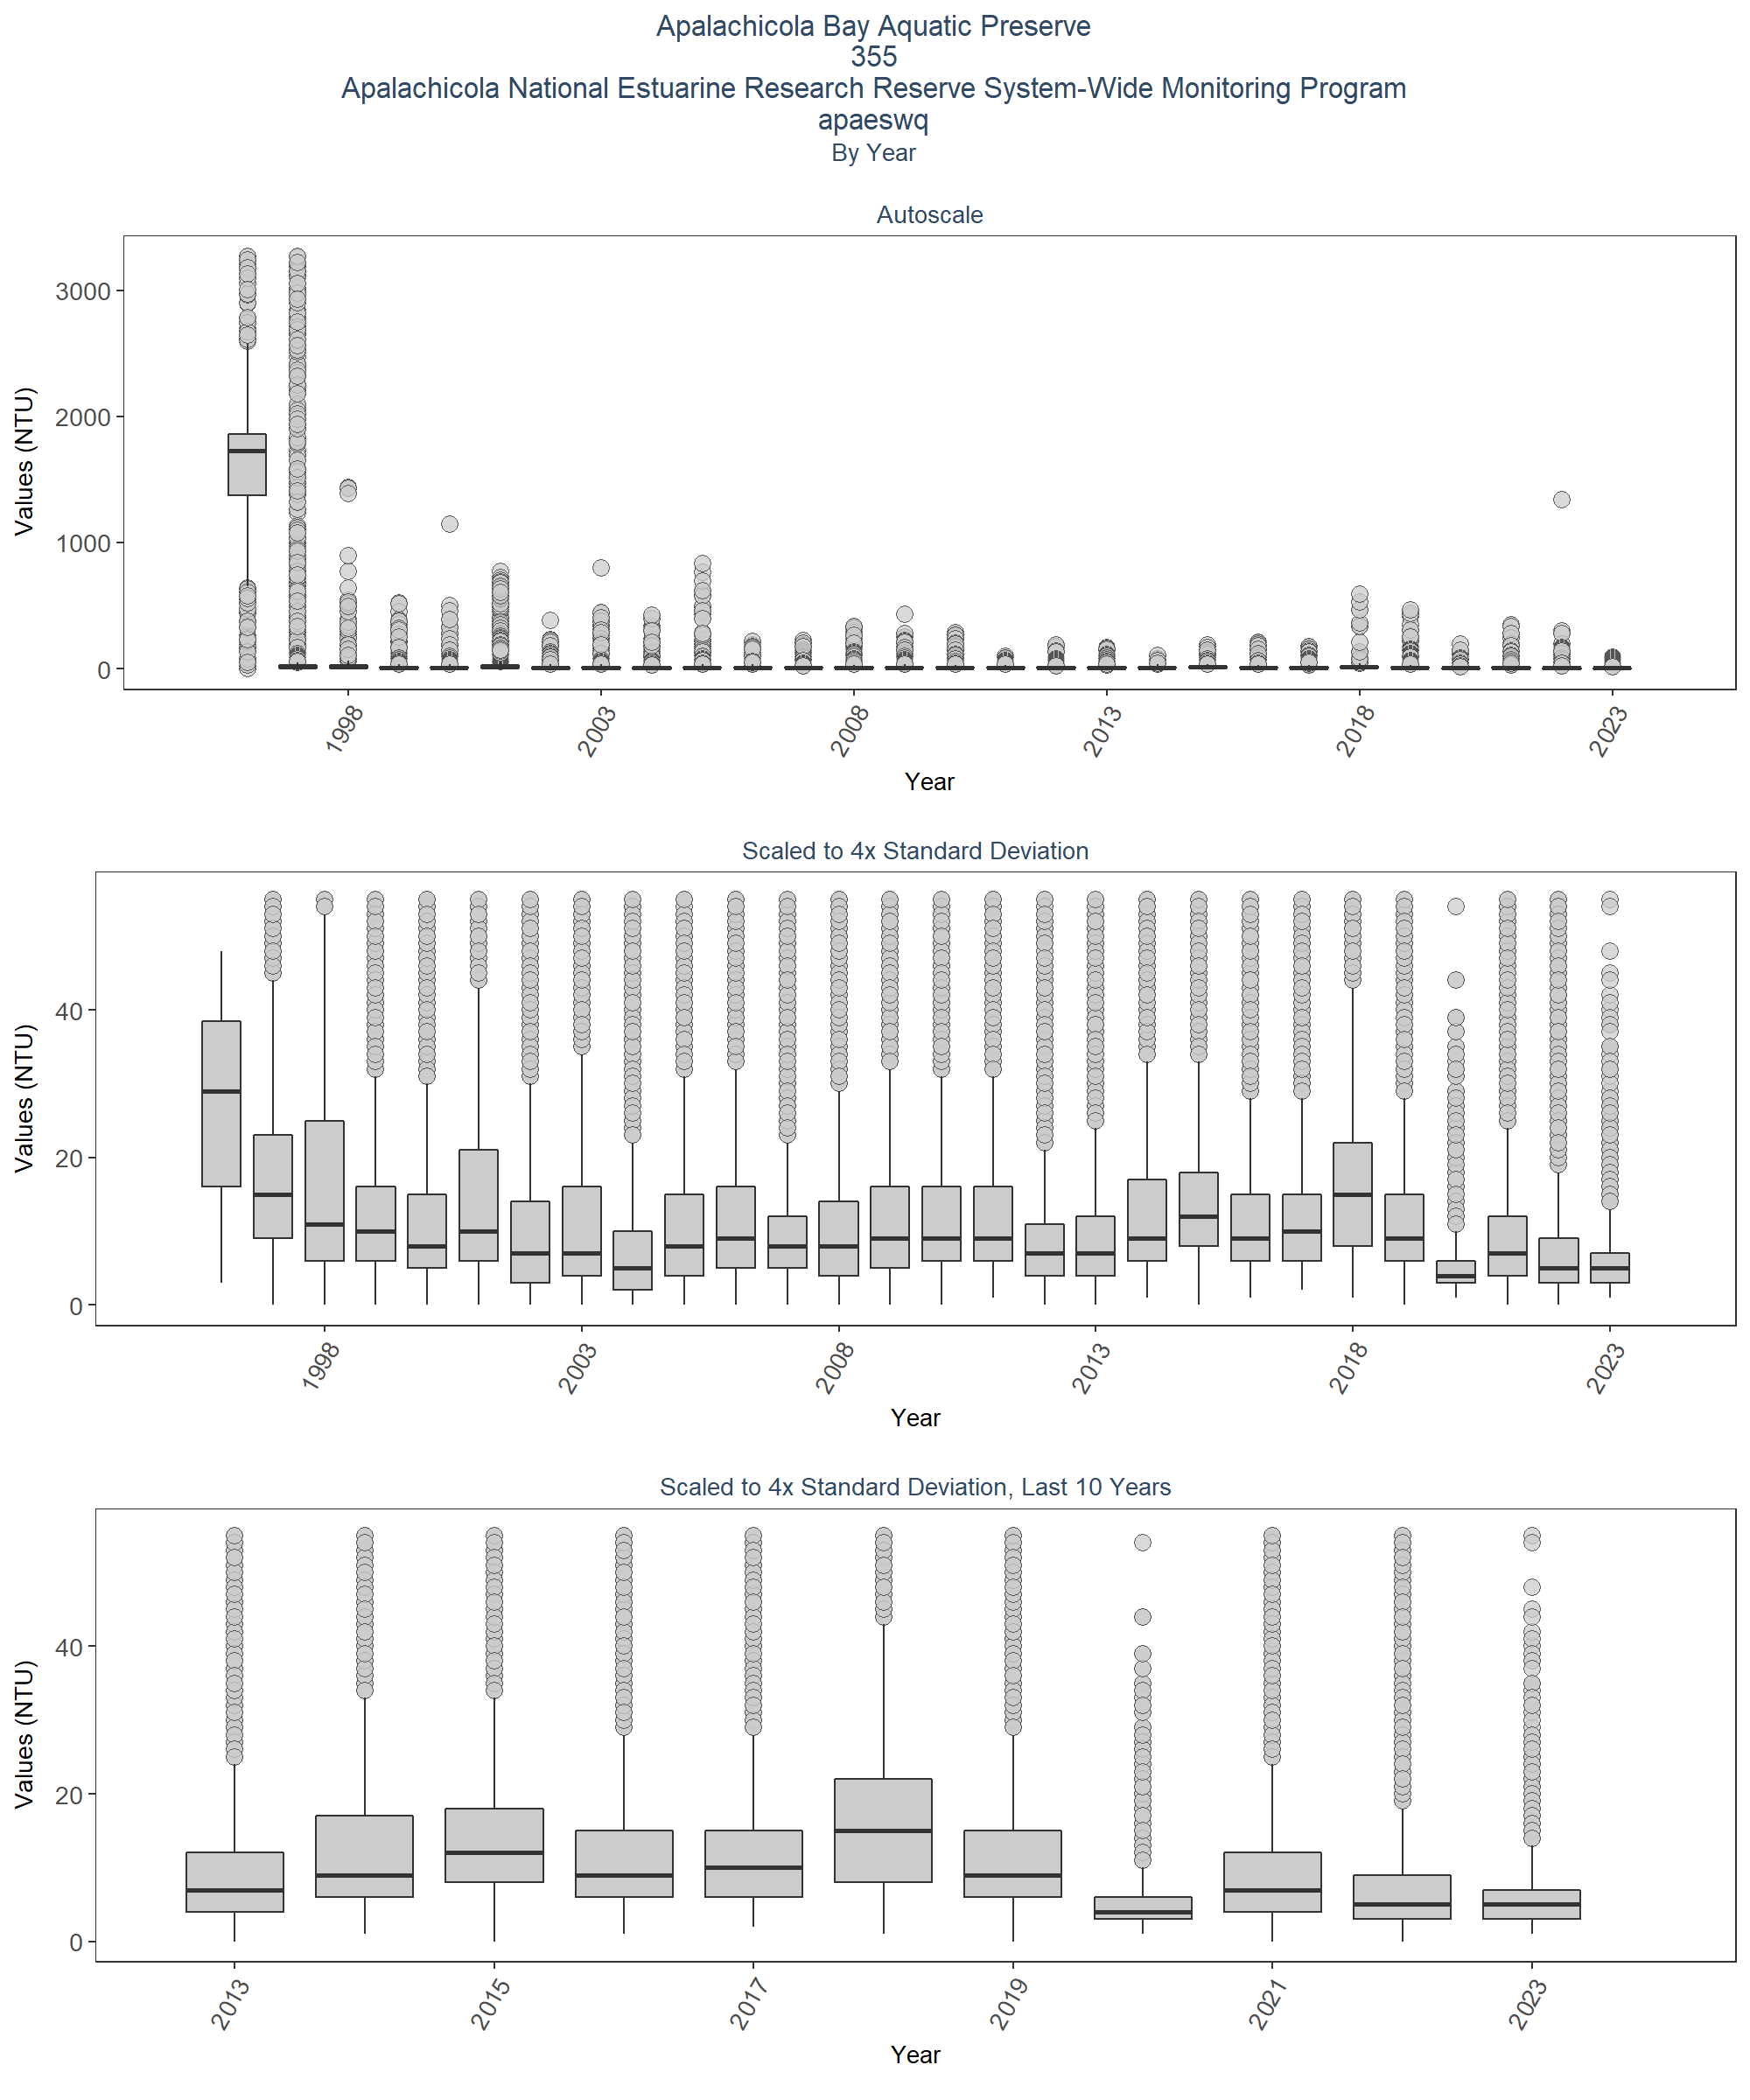 Apalachicola Bay Aquatic Preserve
355
Apalachicola National Estuarine Research Reserve System-Wide Monitoring Program
apaeswq
By Year
Autoscale
Values (NTU)
3000
2000
1000
0
1998 2003 2008 2013 2018 2023
Year
Scaled to 4x Standard Deviation
Values (NTU)
40
20
0
1998 2003 2008 2013 2018 2023
Year
Scaled to 4x Standard Deviation, Last 10 Years
Values (NTU)
40
20
0
2013 2015 2017 2019 2021 2023
Year